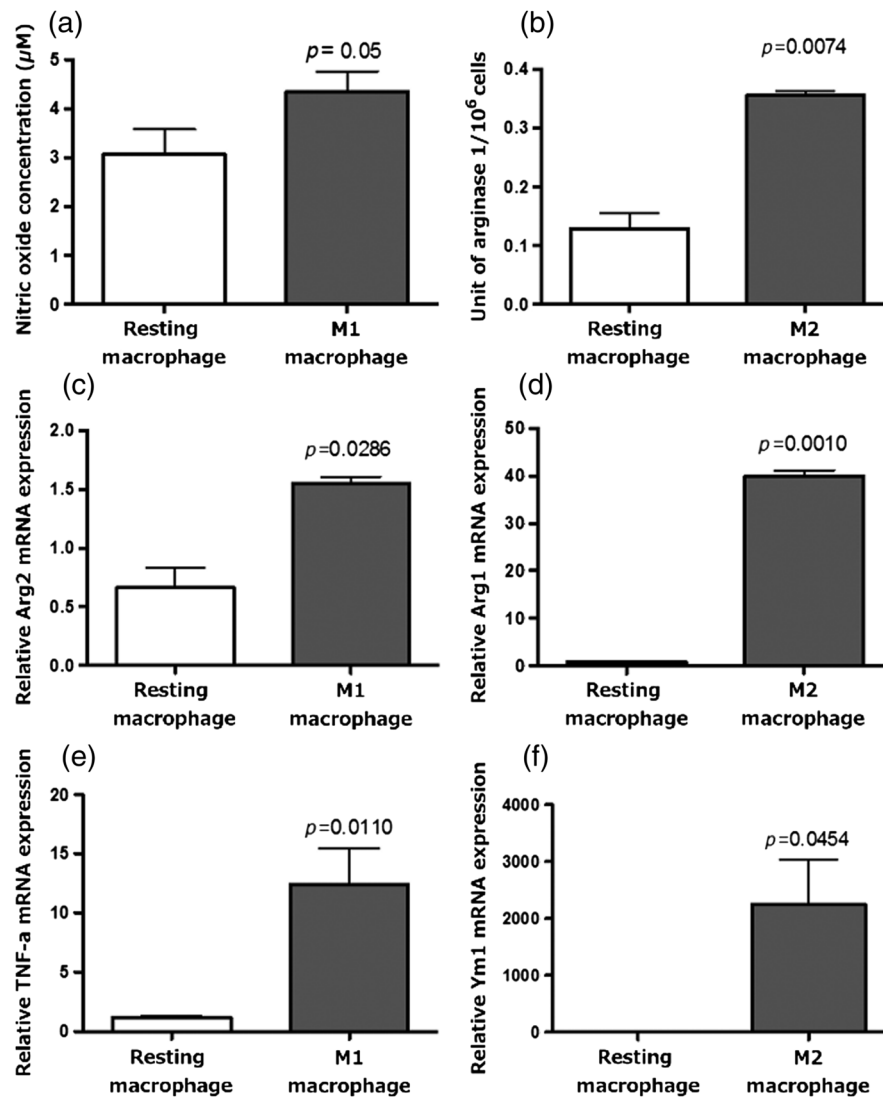 (a)
Nitric oxide concentration (µM)
5
4
3
2
1
0
p= 0.05
Resting
macrophage
M1
macrophage
(b)
Unit of arginase 1/10⁶ cells
0.4
0.3
0.2
0.1
0.0
p=0.0074
Resting
macrophage
M2
macrophage
(c)
Relative Arg2 mRNA expression
2.0
1.5
1.0
0.5
0.0
p=0.0286
Resting
macrophage
M1
macrophage
(d)
Relative Arg1 mRNA expression
50
40
30
20
10
0
p=0.0010
Resting
macrophage
M2
macrophage
(e)
Relative TNF-a mRNA expression
20
15
10
5
0
p=0.0110
Resting
macrophage
M1
macrophage
(f)
Relative Ym1 mRNA expression
4000
3000
2000
1000
0
p=0.0454
Resting
macrophage
M2
macrophage